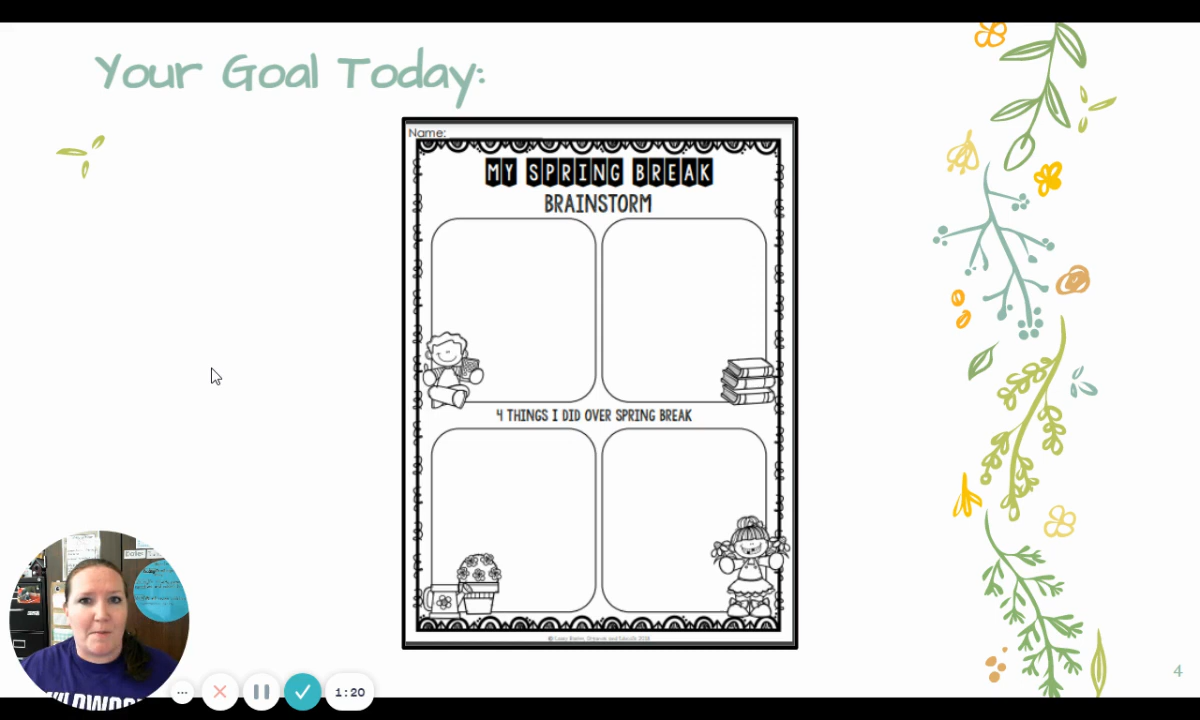 Your Goal Today:
Name:
MY SPRING BREAK
BRAINSTORM
4 THINGS I DID OVER SPRING BREAK
1:20
4